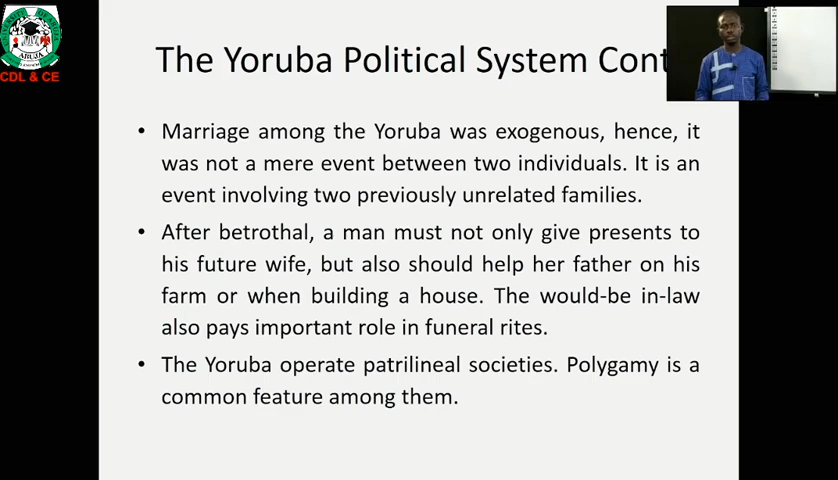 The Yoruba Political System Cont
• Marriage among the Yoruba was exogenous, hence, it
was not a mere event between two individuals. It is an
event involving two previously unrelated families.
• After betrothal, a man must not only give presents to
his future wife, but also should help her father on his
farm or when building a house. The would-be in-law
also pays important role in funeral rites.
• The Yoruba operate patrilineal societies. Polygamy is a
common feature among them.
ABUJA
CDL & CE